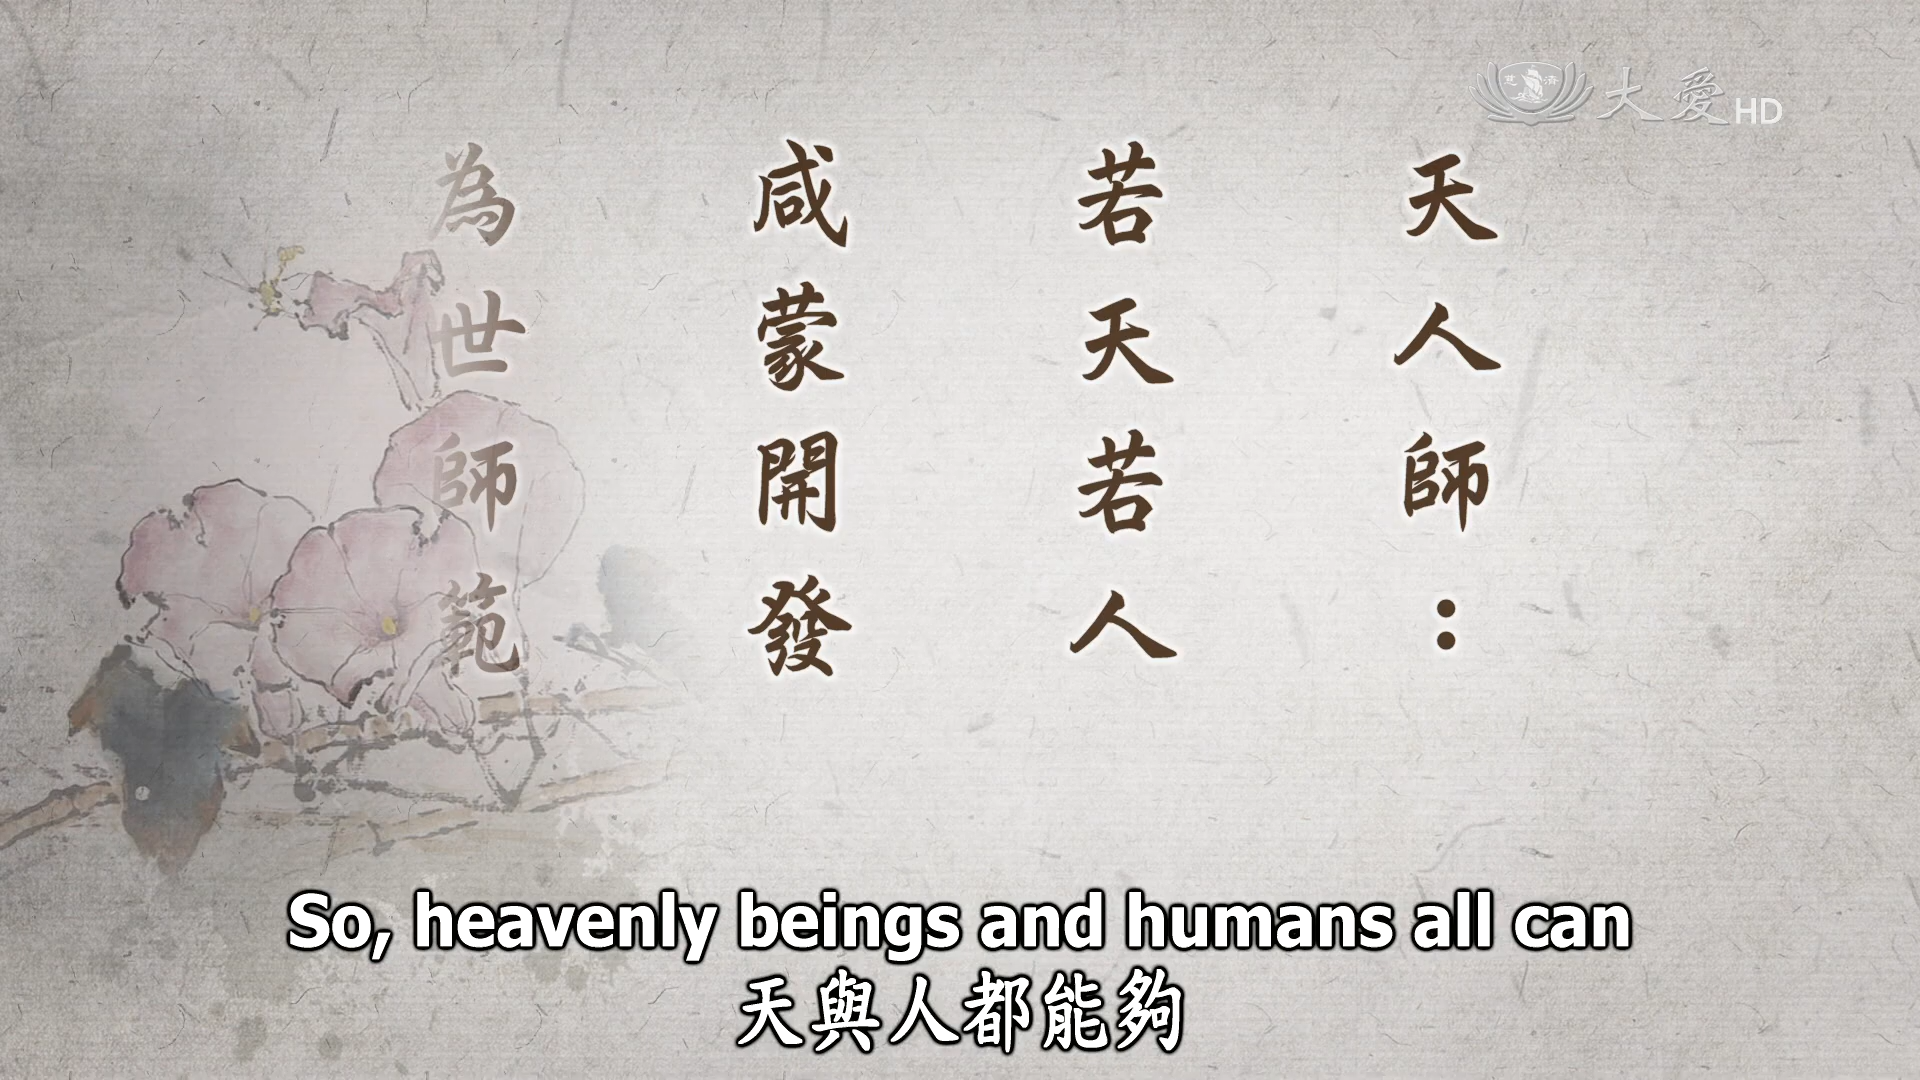 大愛HD
天人師：
若天若人
咸蒙開發
為世師範
So, heavenly beings and humans all can
天與人都能夠